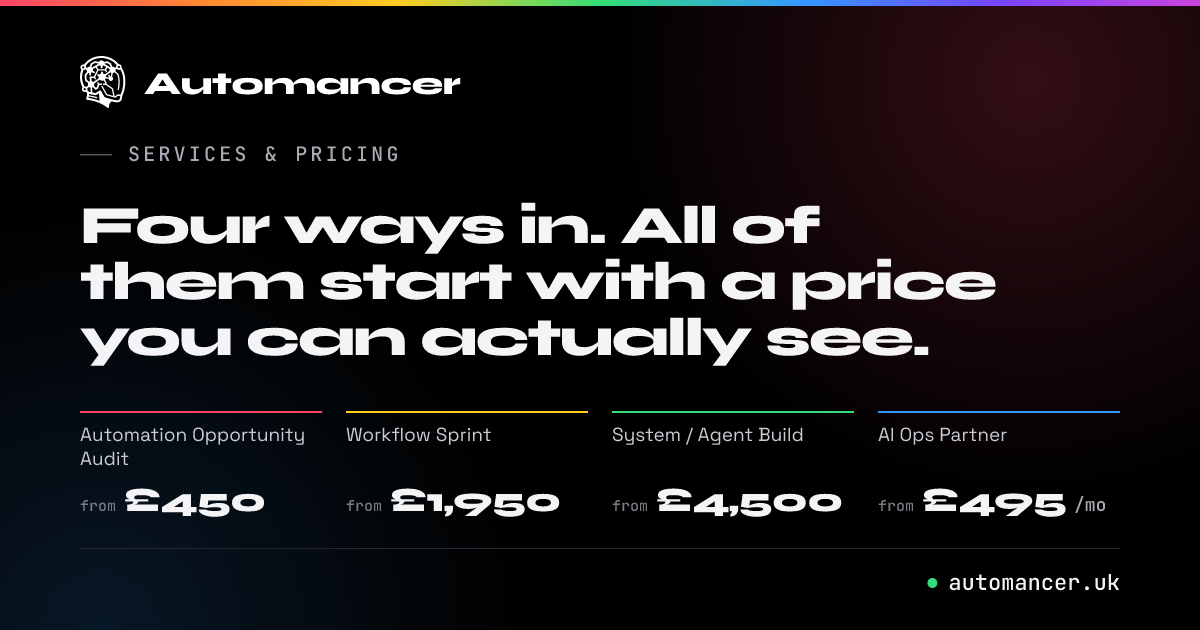 Automancer
SERVICES & PRICING
Four ways in. All of
them start with a price
you can actually see.
Automation Opportunity
Audit
from £450
Workflow Sprint
from £1,950
System / Agent Build
from £4,500
AI Ops Partner
from £495 /mo
automancer.uk